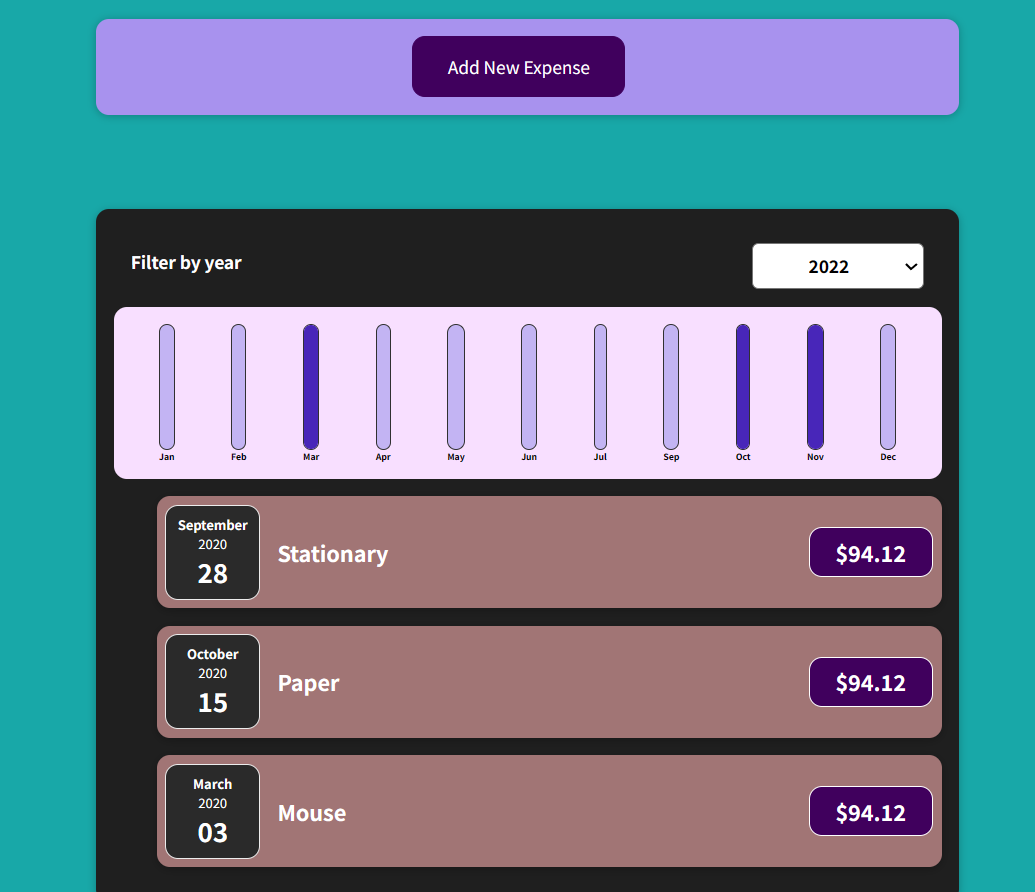 Add New Expense
Filter by year
2022
Jan Feb Mar Apr May Jun Jul Sep Oct Nov Dec
September
2020
28
Stationary
$94.12
October
2020
15
Paper
$94.12
March
2020
03
Mouse
$94.12